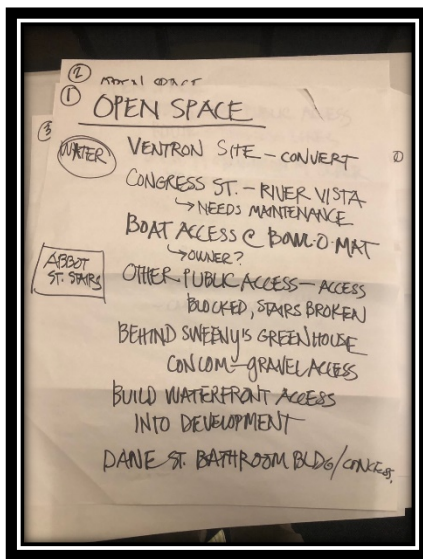 ②
① OPEN SPACE
③
WATER
VENTRON SITE – CONVERT
CONGRESS ST. – RIVER VISTA
↳ NEEDS MAINTENANCE
BOAT ACCESS @ BOWL-O-MAT
↳ OWNER?
ABBOT
ST. STAIRS
OTHER PUBLIC ACCESS – ACCESS
BLOCKED, STAIRS BROKEN
BEHIND SWEENY'S GREENHOUSE
CONCOM – GRAVEL ACCESS
BUILD WATERFRONT ACCESS
INTO DEVELOPMENT
DANE ST. BATHROOM BLDG/CONCESS.